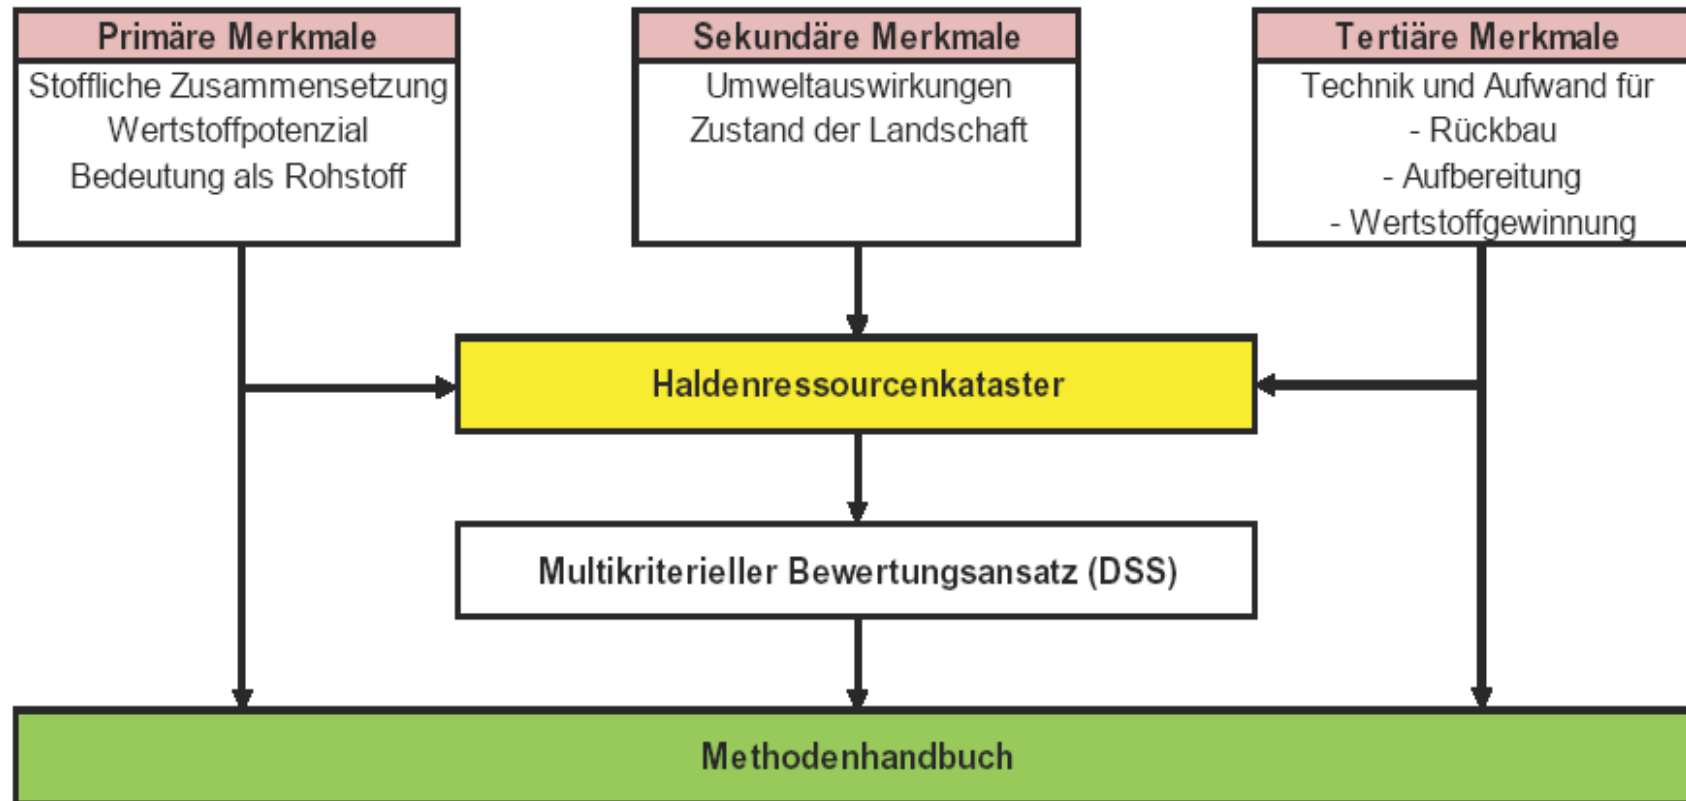 Primäre Merkmale
Stoffliche Zusammensetzung
Wertstoffpotenzial
Bedeutung als Rohstoff
Sekundäre Merkmale
Umweltauswirkungen
Zustand der Landschaft
Tertiäre Merkmale
Technik und Aufwand für
- Rückbau
- Aufbereitung
- Wertstoffgewinnung
Haldenressourcenkataster
Multikriterieller Bewertungsansatz (DSS)
Methodenhandbuch